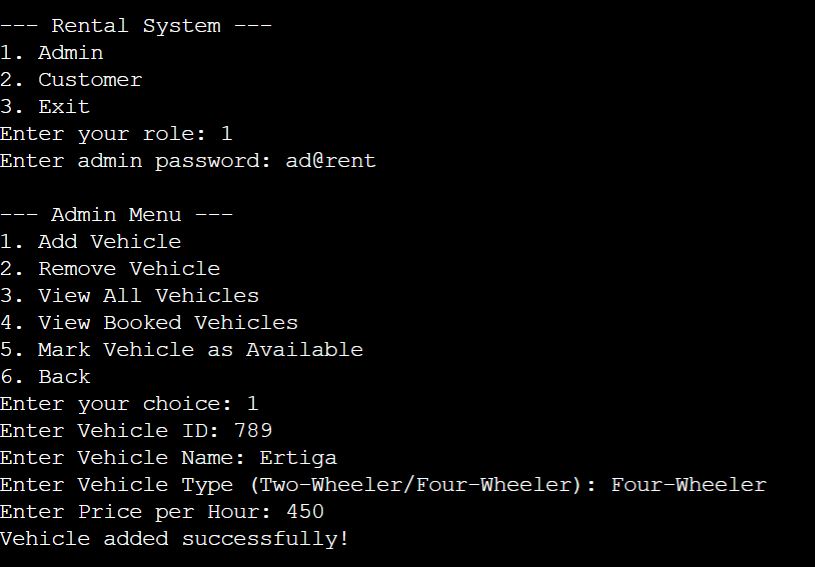 --- Rental System ---
1. Admin
2. Customer
3. Exit
Enter your role: 1
Enter admin password: ad@rent
--- Admin Menu ---
1. Add Vehicle
2. Remove Vehicle
3. View All Vehicles
4. View Booked Vehicles
5. Mark Vehicle as Available
6. Back
Enter your choice: 1
Enter Vehicle ID: 789
Enter Vehicle Name: Ertiga
Enter Vehicle Type (Two-Wheeler/Four-Wheeler): Four-Wheeler
Enter Price per Hour: 450
Vehicle added successfully!